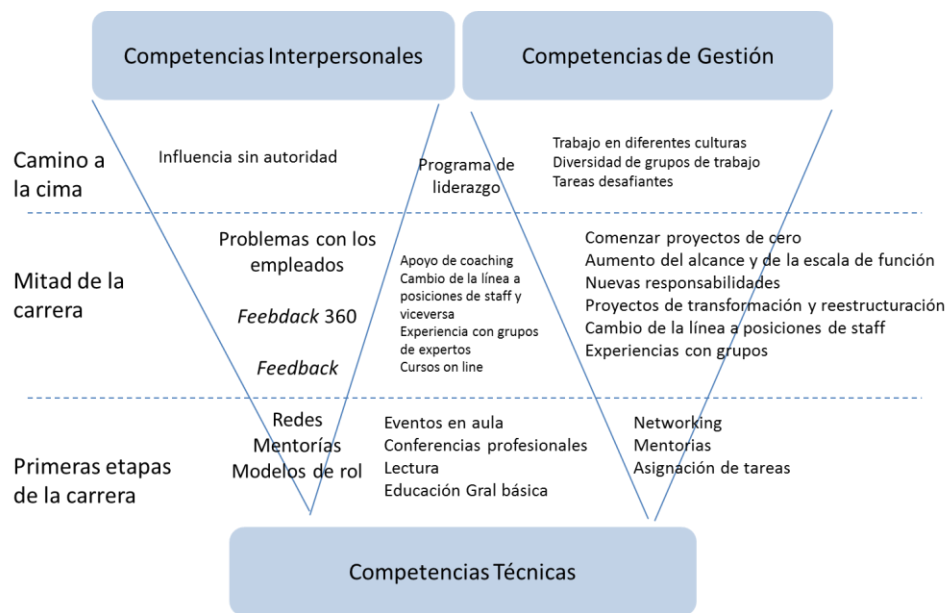 Competencias Interpersonales
Competencias de Gestión
Camino a
la cima
Influencia sin autoridad
Programa de
liderazgo
Trabajo en diferentes culturas
Diversidad de grupos de trabajo
Tareas desafiantes
Mitad de la
carrera
Problemas con los
empleados
Feebdack 360
Feedback
Apoyo de coaching
Cambio de la línea a
posiciones de staff y
viceversa
Experiencia con grupos
de expertos
Cursos on line
Comenzar proyectos de cero
Aumento del alcance y de la escala de función
Nuevas responsabilidades
Proyectos de transformación y reestructuración
Cambio de la línea a posiciones de staff
Experiencias con grupos
Primeras etapas
de la carrera
Redes
Mentorías
Modelos de rol
Eventos en aula
Conferencias profesionales
Lectura
Educación Gral básica
Networking
Mentorías
Asignación de tareas
Competencias Técnicas